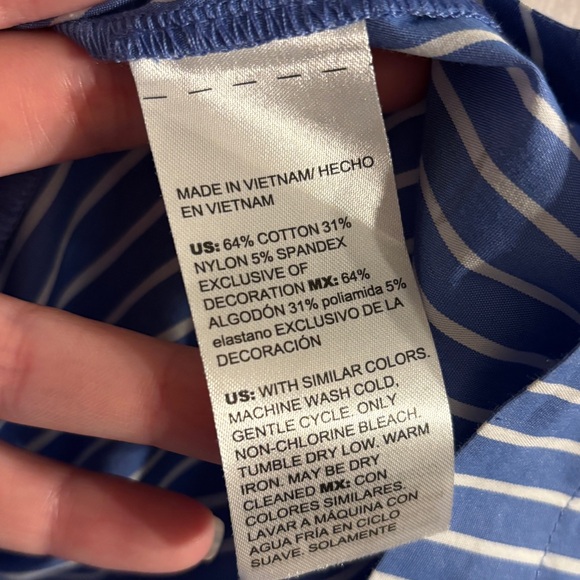 MADE IN VIETNAM/ HECHO
EN VIETNAM
US: 64% COTTON 31%
NYLON 5% SPANDEX
EXCLUSIVE OF
DECORATION MX: 64%
ALGODÓN 31% poliamida 5%
elastano EXCLUSIVO DE LA
DECORACIÓN
US: WITH SIMILAR COLORS.
MACHINE WASH COLD,
GENTLE CYCLE. ONLY
NON-CHLORINE BLEACH.
TUMBLE DRY LOW. WARM
IRON. MAY BE DRY
CLEANED MX: CON
COLORES SIMILARES.
LAVAR A MÁQUINA CON
AGUA FRÍA EN CICLO
SUAVE. SOLAMENTE